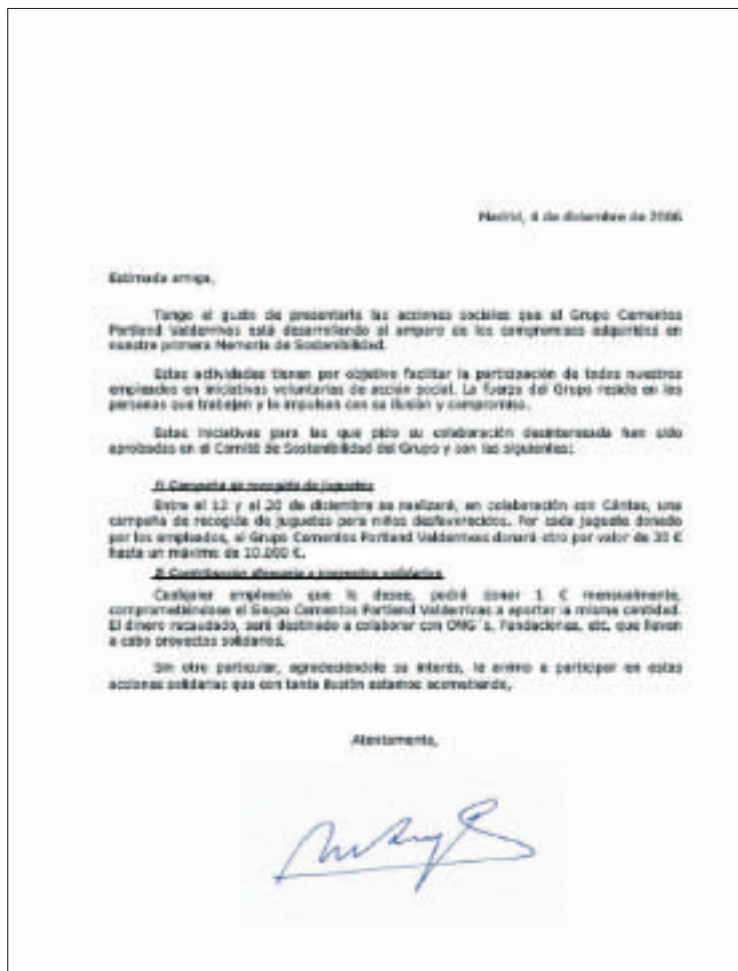 Madrid, 4 de diciembre de 2006
Estimada amiga,
Tengo el gusto de presentarle las acciones sociales que el Grupo Cementos
Portland Valderrivas está desarrollando al amparo de los compromisos adquiridos en
nuestra primera Memoria de Sostenibilidad.
Estas actividades tienen por objetivo facilitar la participación de todos nuestros
empleados en iniciativas voluntarias de acción social. La fuerza del Grupo reside en las
personas que trabajan y lo impulsan con su ilusión y compromiso.
Estas iniciativas para las que pido su colaboración desinteresada han sido
aprobadas en el Comité de Sostenibilidad del Grupo y son las siguientes:
1) Campaña de recogida de juguetes
Entre el 12 y el 20 de diciembre se realizará, en colaboración con Cáritas, una
campaña de recogida de juguetes para niños desfavorecidos. Por cada juguete donado
por los empleados, el Grupo Cementos Portland Valderrivas donará otro por valor de 30 €
hasta un máximo de 10.000 €.
2) Contribución a proyectos solidarios
Cualquier empleado que lo desee, podrá donar 1 € mensualmente,
comprometiéndose el Grupo Cementos Portland Valderrivas a aportar la misma cantidad.
El dinero recaudado, será destinado a colaborar con ONG´s, Fundaciones, etc. que lleven
a cabo proyectos solidarios.
Sin otro particular, agradeciéndole su interés, le animo a participar en estas
acciones solidarias que con tanta ilusión estamos acometiendo,
Atentamente,